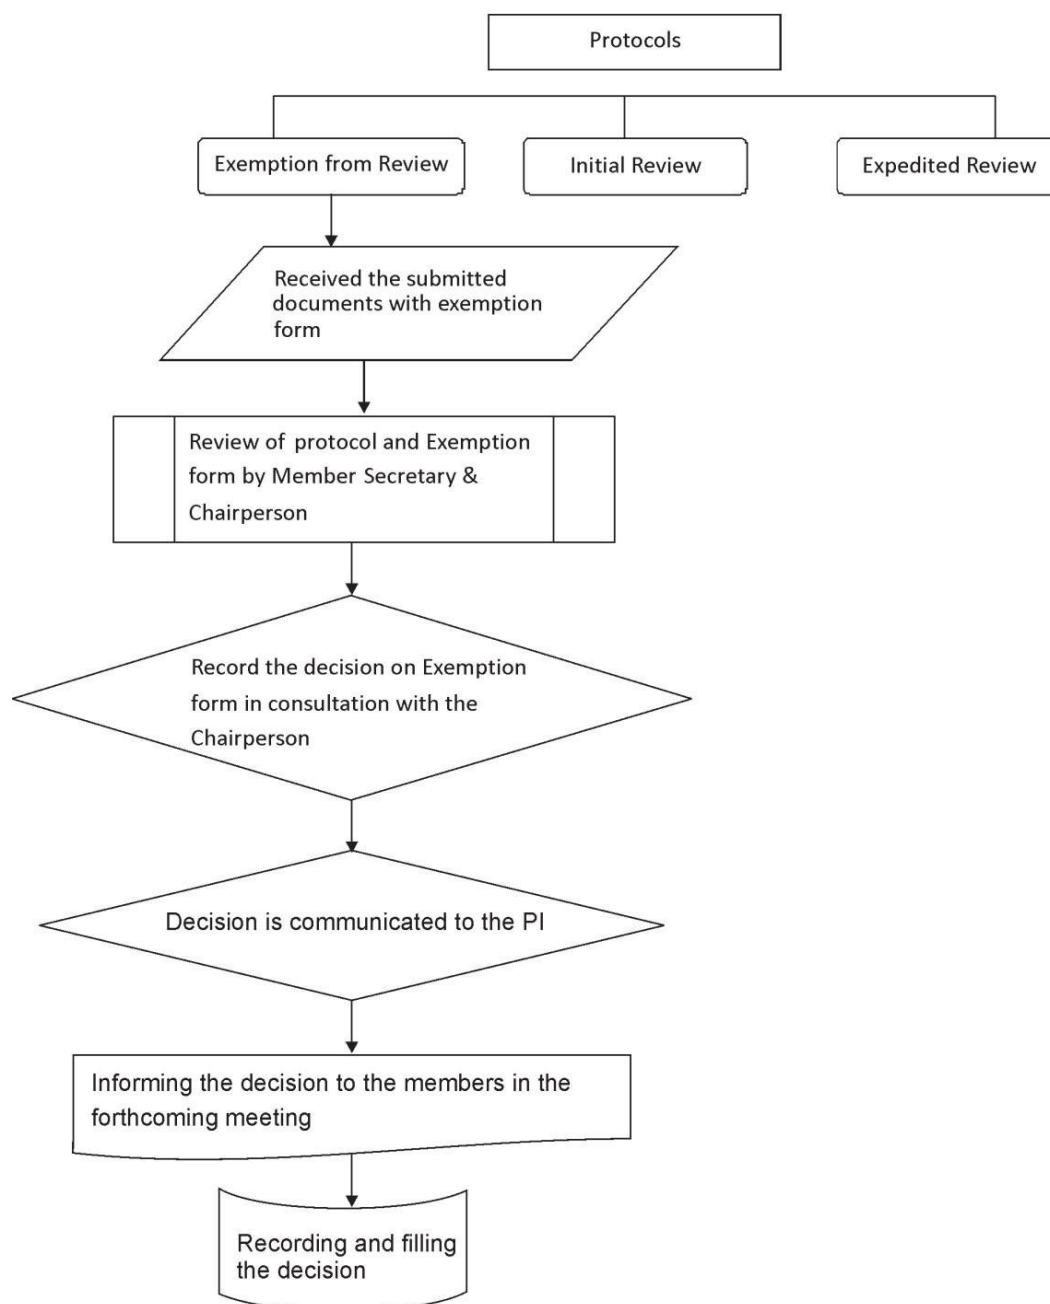 Protocols
Exemption from Review
Initial Review
Expedited Review
Received the submitted
documents with exemption
form
Review of protocol and Exemption
form by Member Secretary &
Chairperson
Record the decision on Exemption
form in consultation with the
Chairperson
Decision is communicated to the PI
Informing the decision to the members in the
forthcoming meeting
Recording and filling
the decision